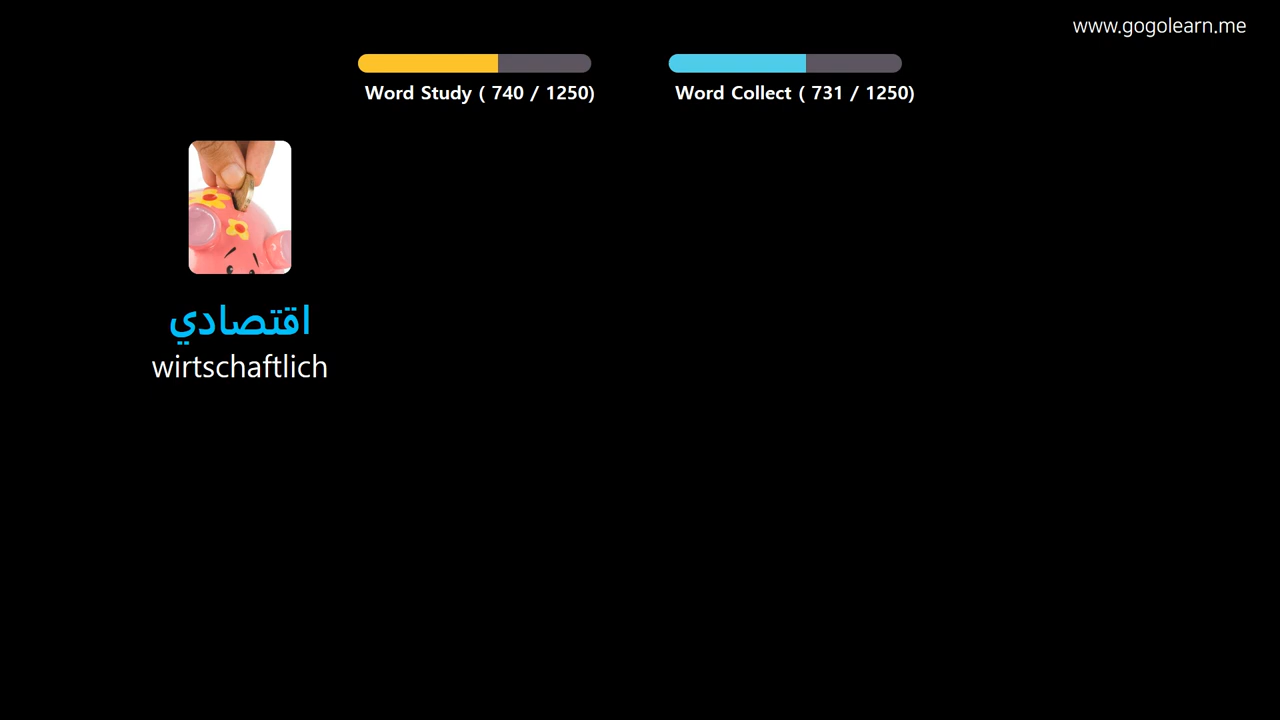 www.gogolearn.me
Word Study ( 740 / 1250)
Word Collect ( 731 / 1250)
اقتصادي
wirtschaftlich